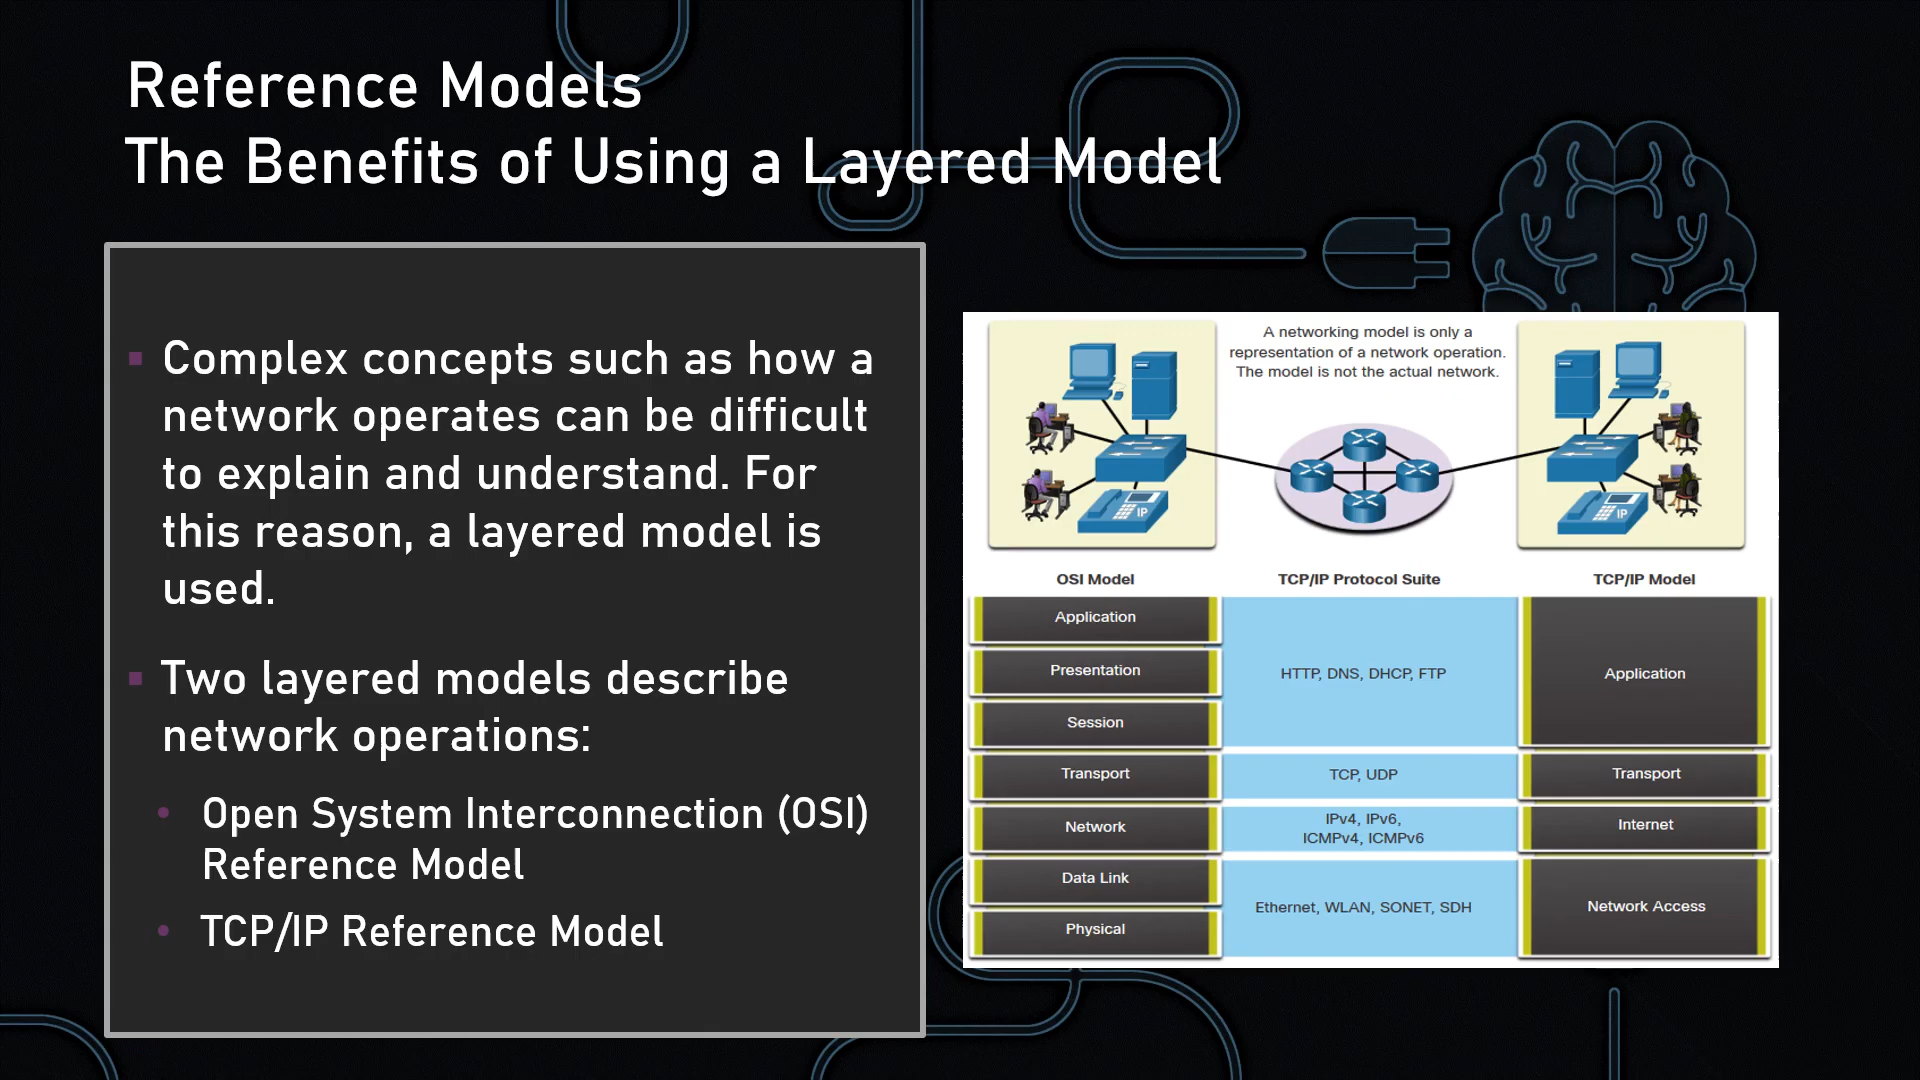 Reference Models
The Benefits of Using a Layered Model
Complex concepts such as how a
network operates can be difficult
to explain and understand. For
this reason, a layered model is
used.
Two layered models describe
network operations:
Open System Interconnection (OSI)
Reference Model
TCP/IP Reference Model
A networking model is only a
representation of a network operation.
The model is not the actual network.
IP
IP
OSI Model
TCP/IP Protocol Suite
TCP/IP Model
Application
Presentation
Session
HTTP, DNS, DHCP, FTP
Application
Transport
TCP, UDP
Transport
Network
IPv4, IPv6,
ICMPv4, ICMPv6
Internet
Data Link
Physical
Ethernet, WLAN, SONET, SDH
Network Access